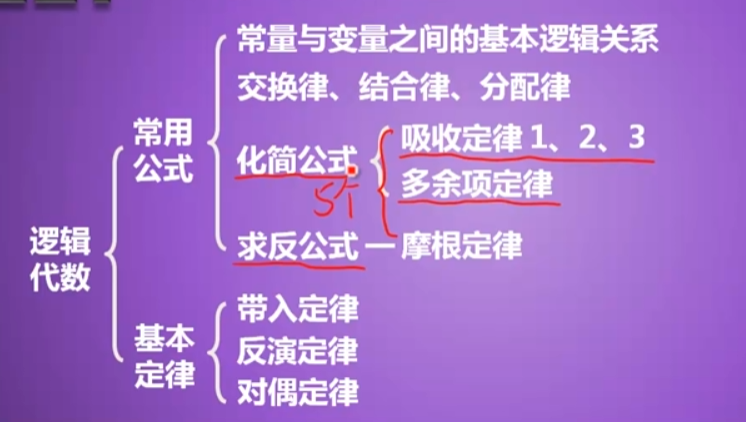 常量与变量之间的基本逻辑关系
交换律、结合律、分配律
常用
公式
化简公式
吸收定律 1、2、3
多余项定律
5个
求反公式 — 摩根定律
逻辑
代数
基本
定律
带入定律
反演定律
对偶定律